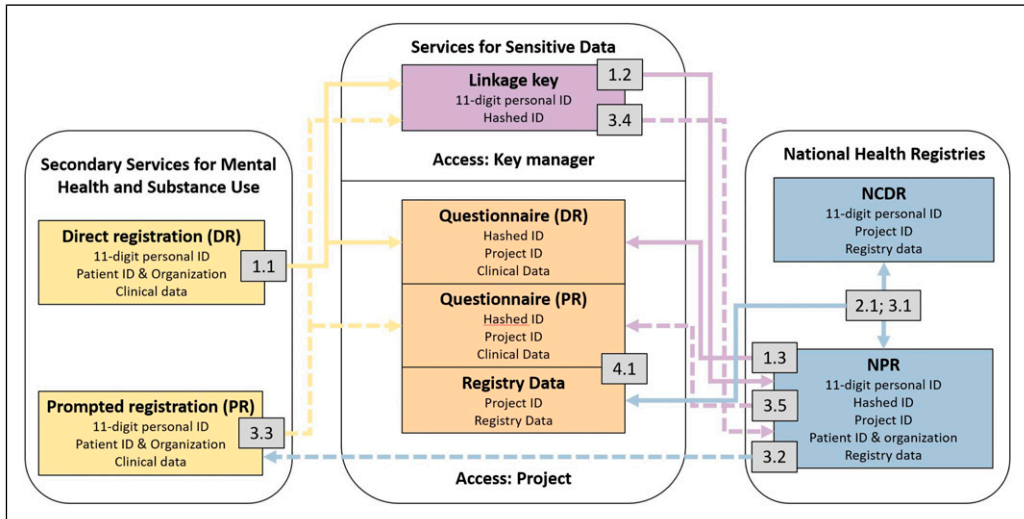 Secondary Services for Mental
Health and Substance Use
Direct registration (DR)
11-digit personal ID
Patient ID & Organization
Clinical data
1.1
Prompted registration (PR)
11-digit personal ID
Patient ID & Organization
Clinical data
3.3
Services for Sensitive Data
Linkage key
11-digit personal ID
Hashed ID
1.2
3.4
Access: Key manager
Questionnaire (DR)
Hashed ID
Project ID
Clinical Data
Questionnaire (PR)
Hashed ID
Project ID
Clinical Data
4.1
Registry Data
Project ID
Registry Data
Access: Project
National Health Registries
NCDR
11-digit personal ID
Project ID
Registry data
2.1; 3.1
1.3
3.5
3.2
NPR
11-digit personal ID
Hashed ID
Project ID
Patient ID & organization
Registry data